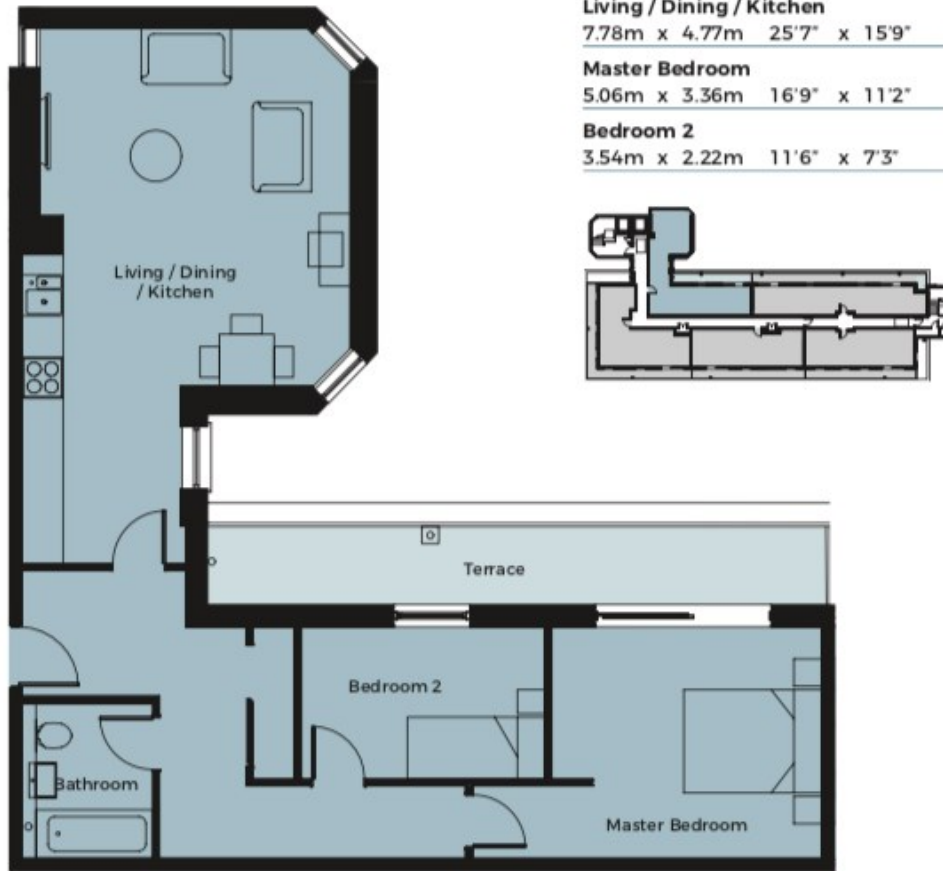 Living / Dining / Kitchen
7.78m x 4.77m 25'7" x 15'9"
Master Bedroom
5.06m x 3.36m 16'9" x 11'2"
Bedroom 2
3.54m x 2.22m 11'6" x 7'3"
Living / Dining
/ Kitchen
Terrace
Bedroom 2
Bathroom
Master Bedroom